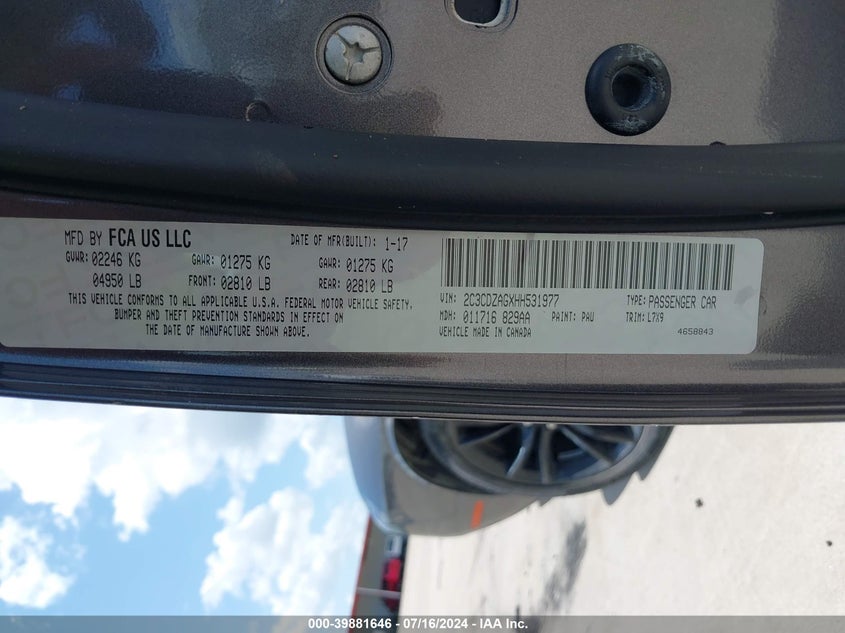 MFD BY FCA US LLC DATE OF MFR(BUILT): 1-17
GVWR: 02246 KG GAWR: 01275 KG GAWR: 01275 KG
04950 LB FRONT: 02810 LB REAR: 02810 LB
THIS VEHICLE CONFORMS TO ALL APPLICABLE U.S.A. FEDERAL MOTOR VEHICLE SAFETY,
BUMPER AND THEFT PREVENTION STANDARDS IN EFFECT ON
THE DATE OF MANUFACTURE SHOWN ABOVE.
VIN: 2C3CDZAGXHH531977 TYPE: PASSENGER CAR
MDH: 011716 829AA PAINT: PAU TRIM: L7X9
VEHICLE MADE IN CANADA 4658843
000-39881646 - 07/16/2024 - IAA Inc.